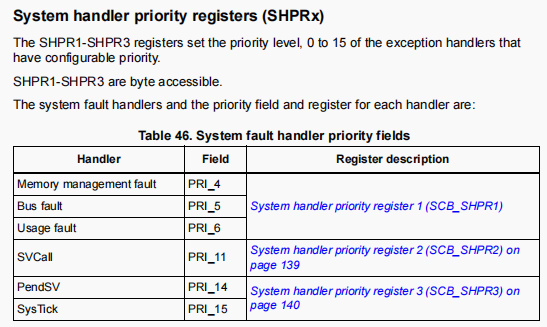 System handler priority registers (SHPRx)
The SHPR1-SHPR3 registers set the priority level, 0 to 15 of the exception handlers that
have configurable priority.
SHPR1-SHPR3 are byte accessible.
The system fault handlers and the priority field and register for each handler are:
Table 46. System fault handler priority fields
Handler Field Register description
Memory management fault PRI_4
Bus fault PRI_5 System handler priority register 1 (SCB_SHPR1)
Usage fault PRI_6
SVCall PRI_11 System handler priority register 2 (SCB_SHPR2) on
page 139
PendSV PRI_14 System handler priority register 3 (SCB_SHPR3) on
SysTick PRI_15 page 140